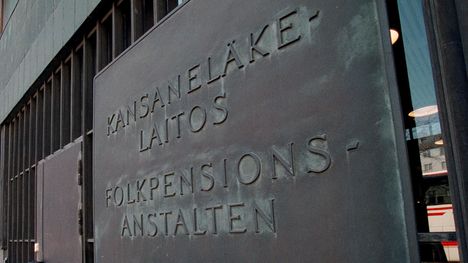 KANSANELÄKE-
LAITOS
FOLKPENSIONS-
ANSTALTEN